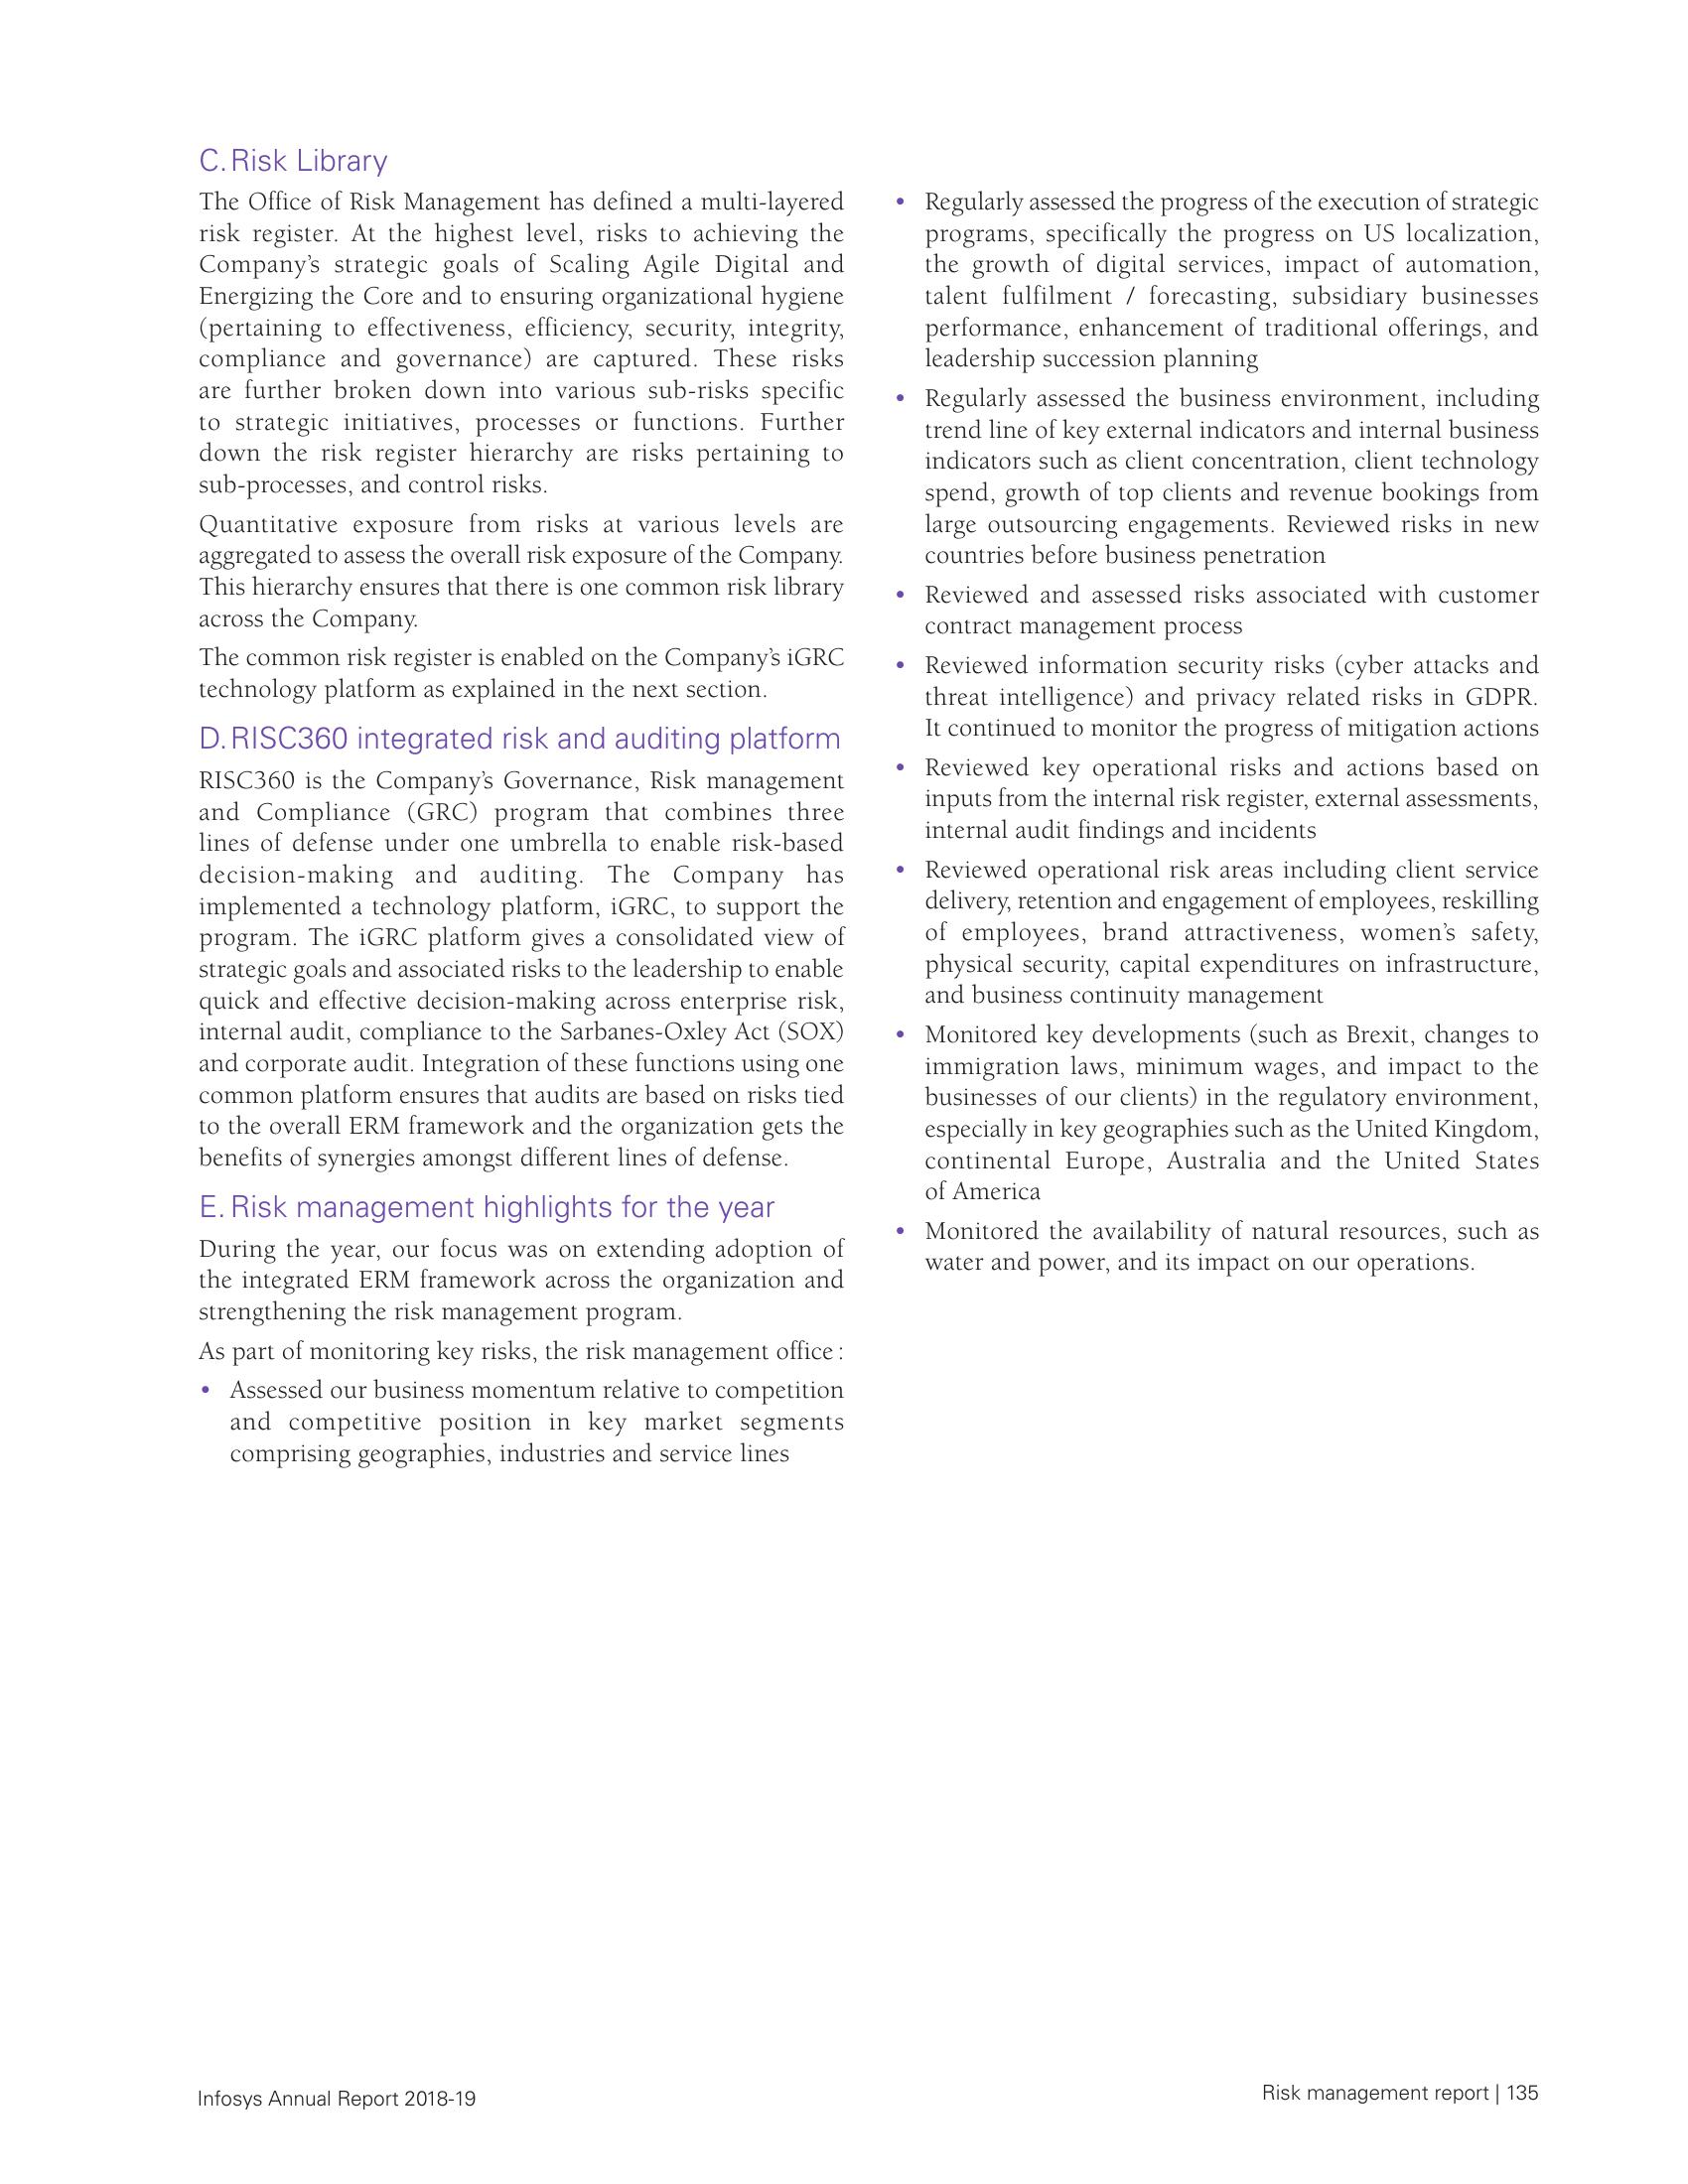 C. Risk Library
The Office of Risk Management has defined a multi-layered
risk register. At the highest level, risks to achieving the
Company's strategic goals of Scaling Agile Digital and
Energizing the Core and to ensuring organizational hygiene
(pertaining to effectiveness, efficiency, security, integrity,
compliance and governance) are captured. These risks
are further broken down into various sub-risks specific
to strategic initiatives, processes or functions. Further
down the risk register hierarchy are risks pertaining to
sub-processes, and control risks.
Quantitative exposure from risks at various levels are
aggregated to assess the overall risk exposure of the Company.
This hierarchy ensures that there is one common risk library
across the Company.
The common risk register is enabled on the Company's iGRC
technology platform as explained in the next section.
D. RISC360 integrated risk and auditing platform
RISC360 is the Company's Governance, Risk management
and Compliance (GRC) program that combines three
lines of defense under one umbrella to enable risk-based
decision-making and auditing. The Company has
implemented a technology platform, iGRC, to support the
program. The iGRC platform gives a consolidated view of
strategic goals and associated risks to the leadership to enable
quick and effective decision-making across enterprise risk,
internal audit, compliance to the Sarbanes-Oxley Act (SOX)
and corporate audit. Integration of these functions using one
common platform ensures that audits are based on risks tied
to the overall ERM framework and the organization gets the
benefits of synergies amongst different lines of defense.
E. Risk management highlights for the year
During the year, our focus was on extending adoption of
the integrated ERM framework across the organization and
strengthening the risk management program.
As part of monitoring key risks, the risk management office :
• Assessed our business momentum relative to competition
and competitive position in key market segments
comprising geographies, industries and service lines
• Regularly assessed the progress of the execution of strategic
programs, specifically the progress on US localization,
the growth of digital services, impact of automation,
talent fulfilment / forecasting, subsidiary businesses
performance, enhancement of traditional offerings, and
leadership succession planning
• Regularly assessed the business environment, including
trend line of key external indicators and internal business
indicators such as client concentration, client technology
spend, growth of top clients and revenue bookings from
large outsourcing engagements. Reviewed risks in new
countries before business penetration
• Reviewed and assessed risks associated with customer
contract management process
• Reviewed information security risks (cyber attacks and
threat intelligence) and privacy related risks in GDPR.
It continued to monitor the progress of mitigation actions
• Reviewed key operational risks and actions based on
inputs from the internal risk register, external assessments,
internal audit findings and incidents
• Reviewed operational risk areas including client service
delivery, retention and engagement of employees, reskilling
of employees, brand attractiveness, women's safety,
physical security, capital expenditures on infrastructure,
and business continuity management
• Monitored key developments (such as Brexit, changes to
immigration laws, minimum wages, and impact to the
businesses of our clients) in the regulatory environment,
especially in key geographies such as the United Kingdom,
continental Europe, Australia and the United States
of America
• Monitored the availability of natural resources, such as
water and power, and its impact on our operations.
Infosys Annual Report 2018-19
Risk management report | 135